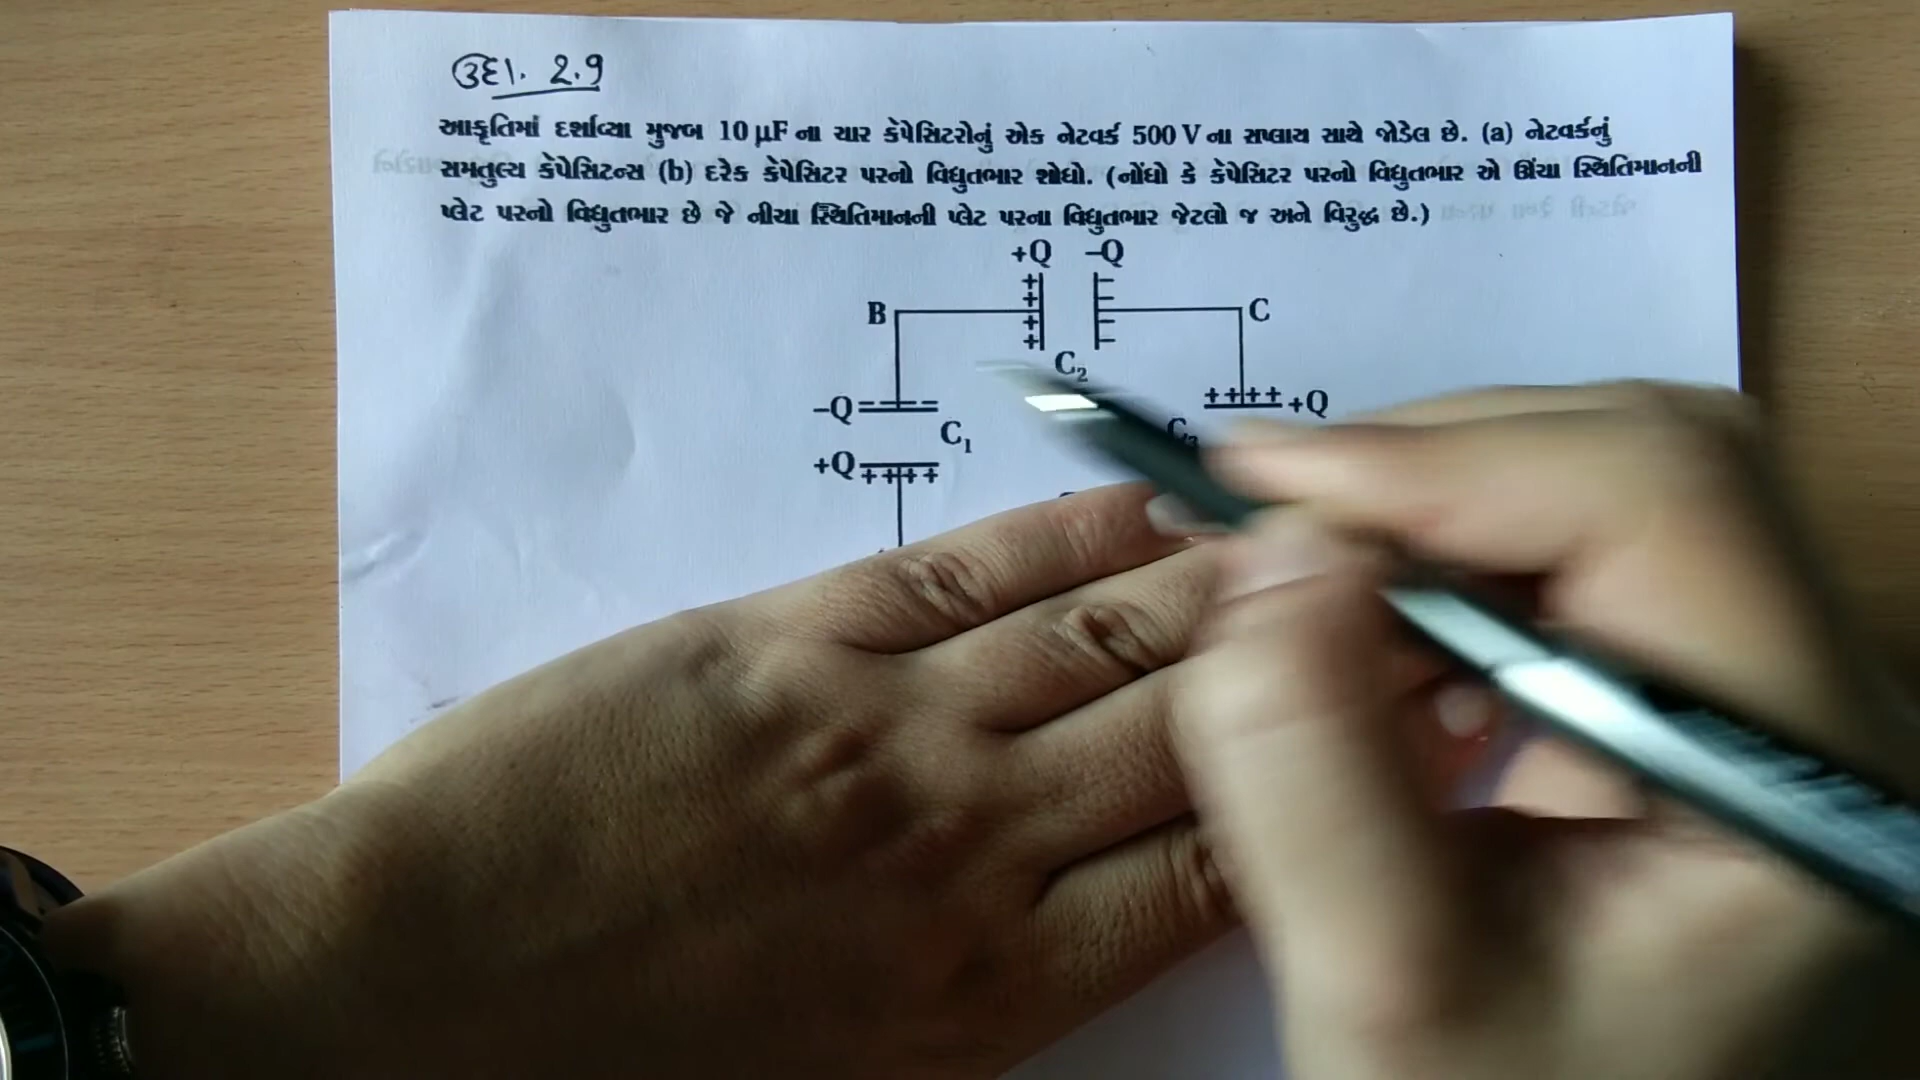 ઉદા. 2.9
આકૃતિમાં દર્શાવ્યા મુજબ 10 μF ના ચાર કૅપેસિટરોનું એક નેટવર્ક 500 V ના સપ્લાય સાથે જોડેલ છે. (a) નેટવર્કનું
સમતુલ્ય કૅપેસિટન્સ (b) દરેક કૅપેસિટર પરનો વિદ્યુતભાર શોધો. (નોંધો કે કૅપેસિટર પરનો વિદ્યુતભાર એ ઊંચા સ્થિતિમાનની
પ્લેટ પરનો વિદ્યુતભાર છે જે નીચા સ્થિતિમાનની પ્લેટ પરના વિદ્યુતભાર જેટલો જ અને વિરુદ્ધ છે.)
+Q –Q
B C
C₂
–Q +Q
C₁ C₃
+Q